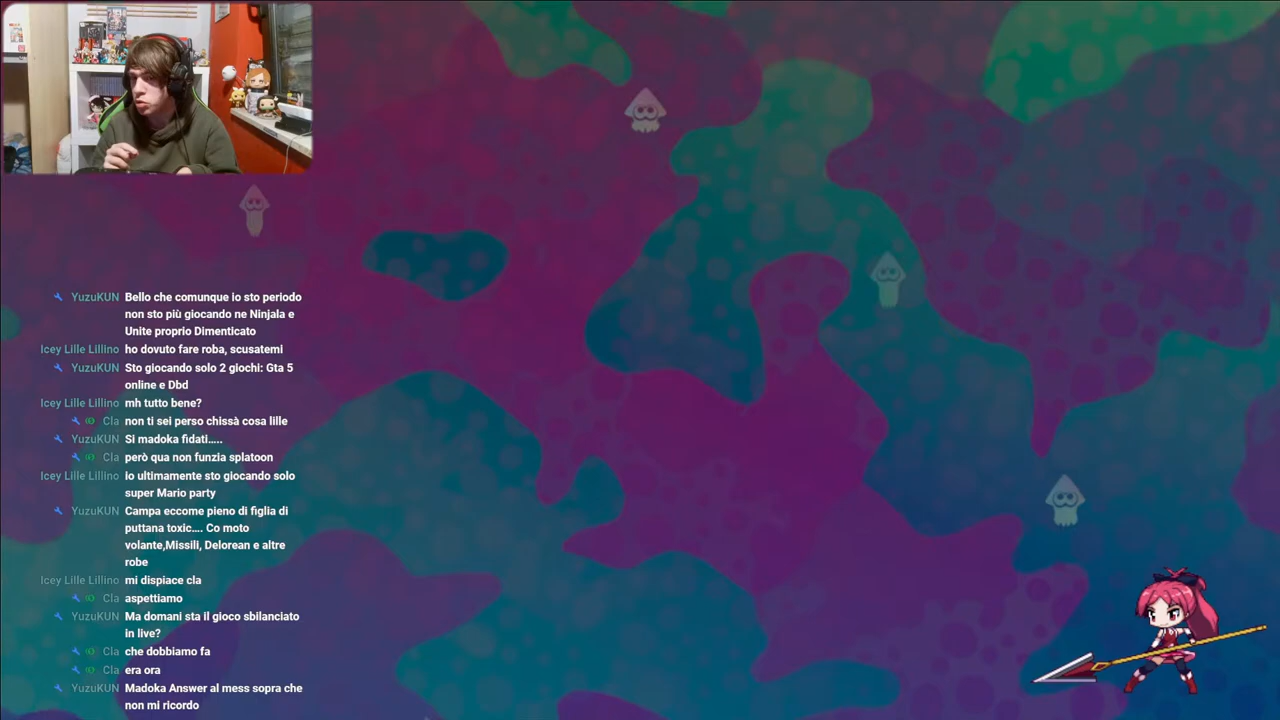 YuzuKUN Bello che comunque io sto periodo
non sto più giocando ne Ninjala e
Unite proprio Dimenticato
Icey Lille Lillino ho dovuto fare roba, scusatemi
YuzuKUN Sto giocando solo 2 giochi: Gta 5
online e Dbd
Icey Lille Lillino mh tutto bene?
Cla non ti sei perso chissà cosa lille
YuzuKUN Si madoka fidati.....
Cla però qua non funzia splatoon
Icey Lille Lillino io ultimamente sto giocando solo
super Mario party
YuzuKUN Campa eccome pieno di figlia di
puttana toxic.... Co moto
volante,Missili, Delorean e altre
robe
Icey Lille Lillino mi dispiace cla
Cla aspettiamo
YuzuKUN Ma domani sta il gioco sbilanciato
in live?
Cla che dobbiamo fa
Cla era ora
YuzuKUN Madoka Answer al mess sopra che
non mi ricordo